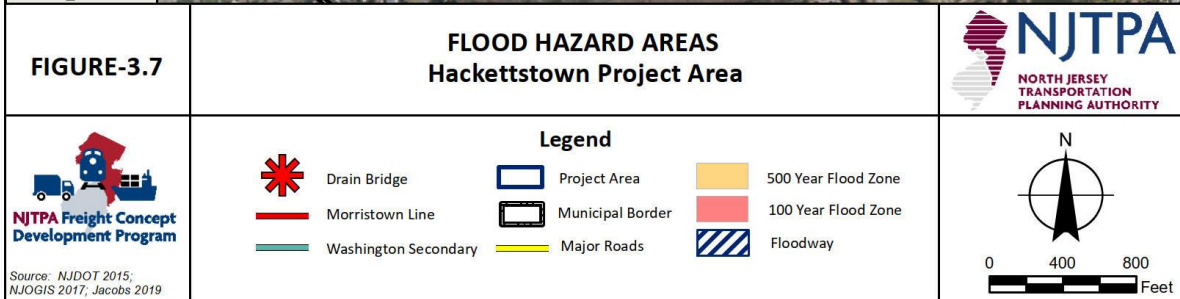 FIGURE-3.7
FLOOD HAZARD AREAS
Hackettstown Project Area
NJTPA
NORTH JERSEY
TRANSPORTATION
PLANNING AUTHORITY
NJTPA Freight Concept
Development Program
Source: NJDOT 2015;
NJOGIS 2017; Jacobs 2019
Legend
Drain Bridge
Morristown Line
Washington Secondary
Project Area
Municipal Border
Major Roads
500 Year Flood Zone
100 Year Flood Zone
Floodway
N
0 400 800
Feet